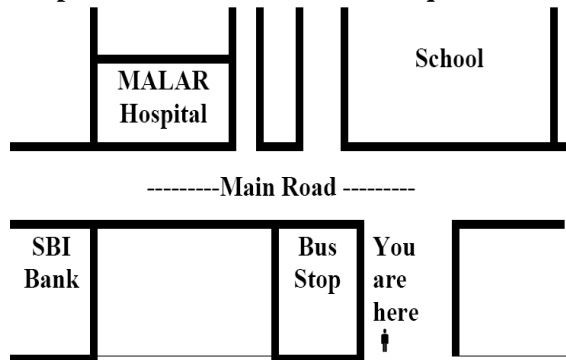 School
MALAR
Hospital
---------Main Road ---------
SBI
Bank
Bus
Stop
You
are
here